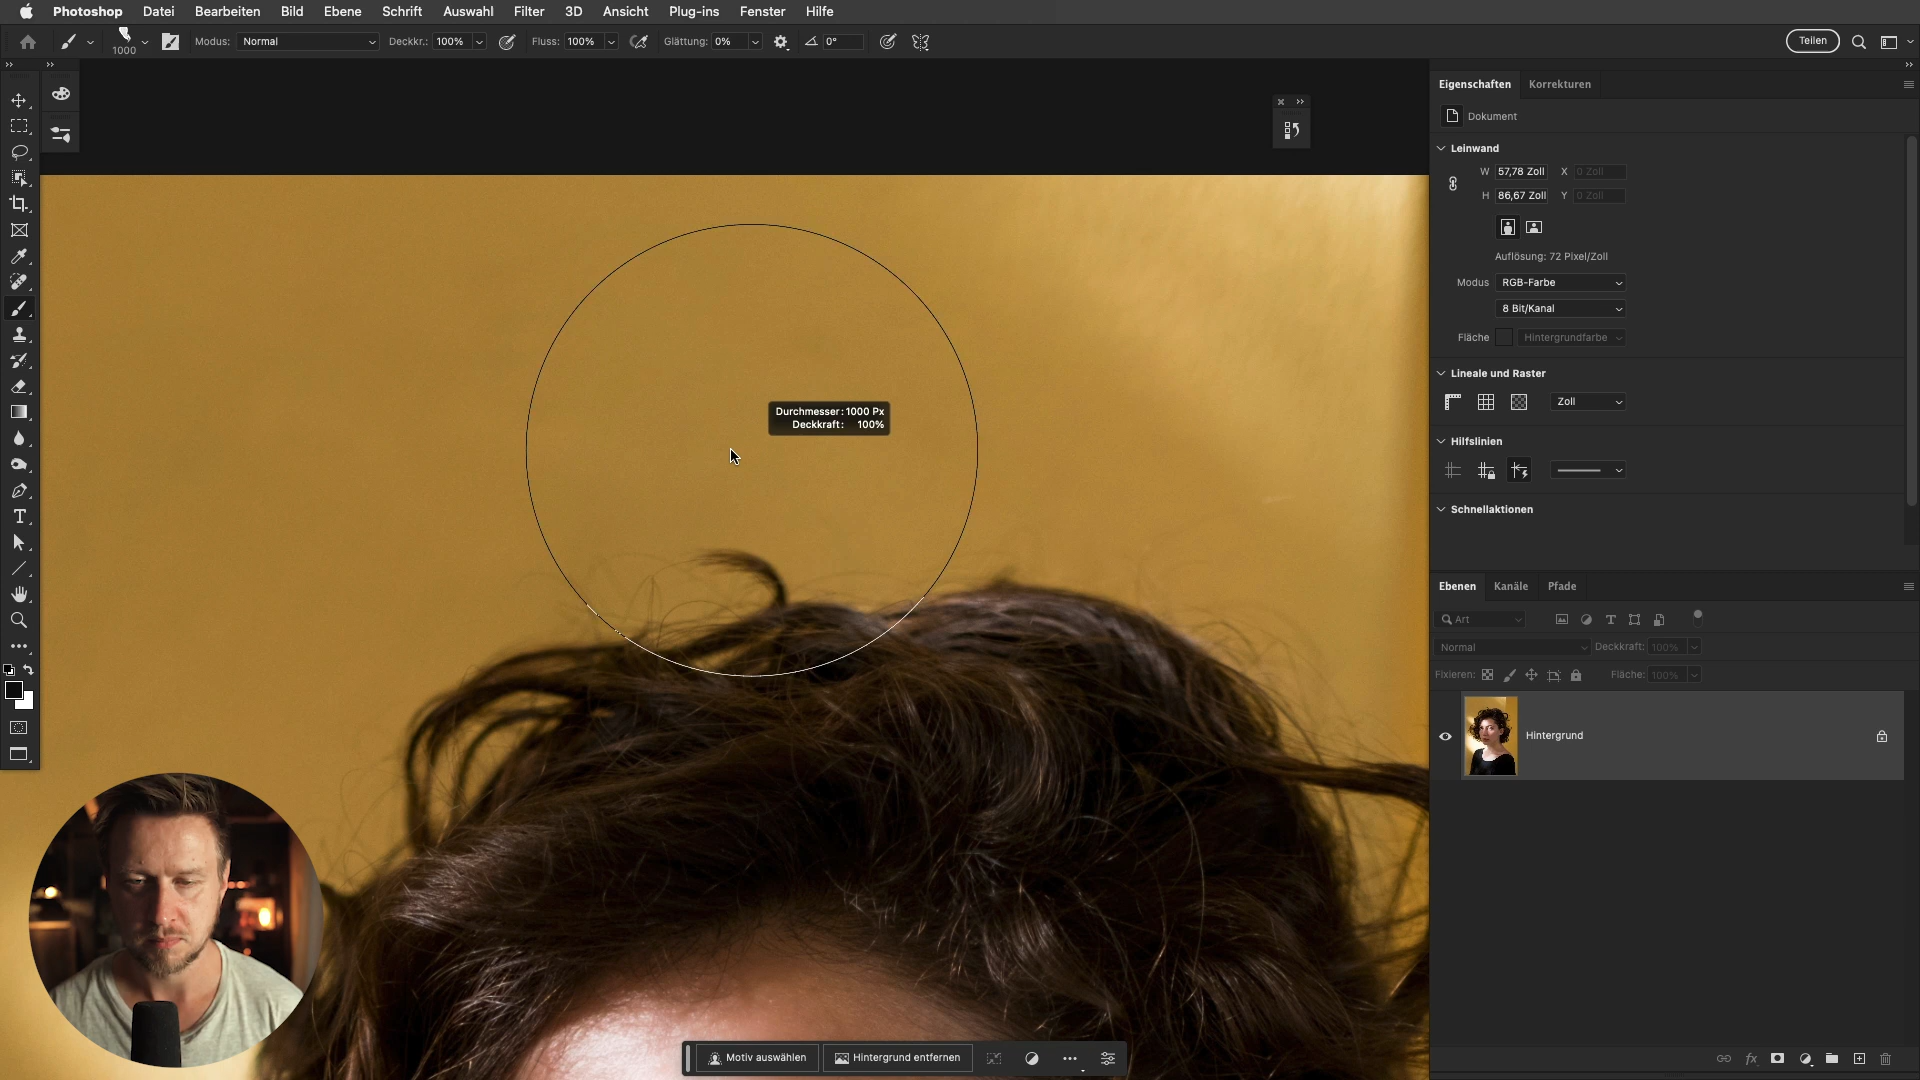 Photoshop Datei Bearbeiten Bild Ebene Schrift Auswahl Filter 3D Ansicht Plug-ins Fenster Hilfe
1000 Modus: Normal Deckkr.: 100% Fluss: 100% Glättung: 0% 0° Teilen
Eigenschaften Korrekturen
Dokument
Leinwand
W 57,78 Zoll X 0 Zoll
H 86,67 Zoll Y 0 Zoll
Auflösung: 72 Pixel/Zoll
Modus RGB-Farbe
8 Bit/Kanal
Fläche Hintergrundfarbe
Lineale und Raster
Zoll
Hilfslinien
Schnellaktionen
Durchmesser: 1000 Px
Deckkraft: 100%
Ebenen Kanäle Pfade
Art
Normal Deckkraft: 100%
Fixieren: Fläche: 100%
Hintergrund
Motiv auswählen Hintergrund entfernen